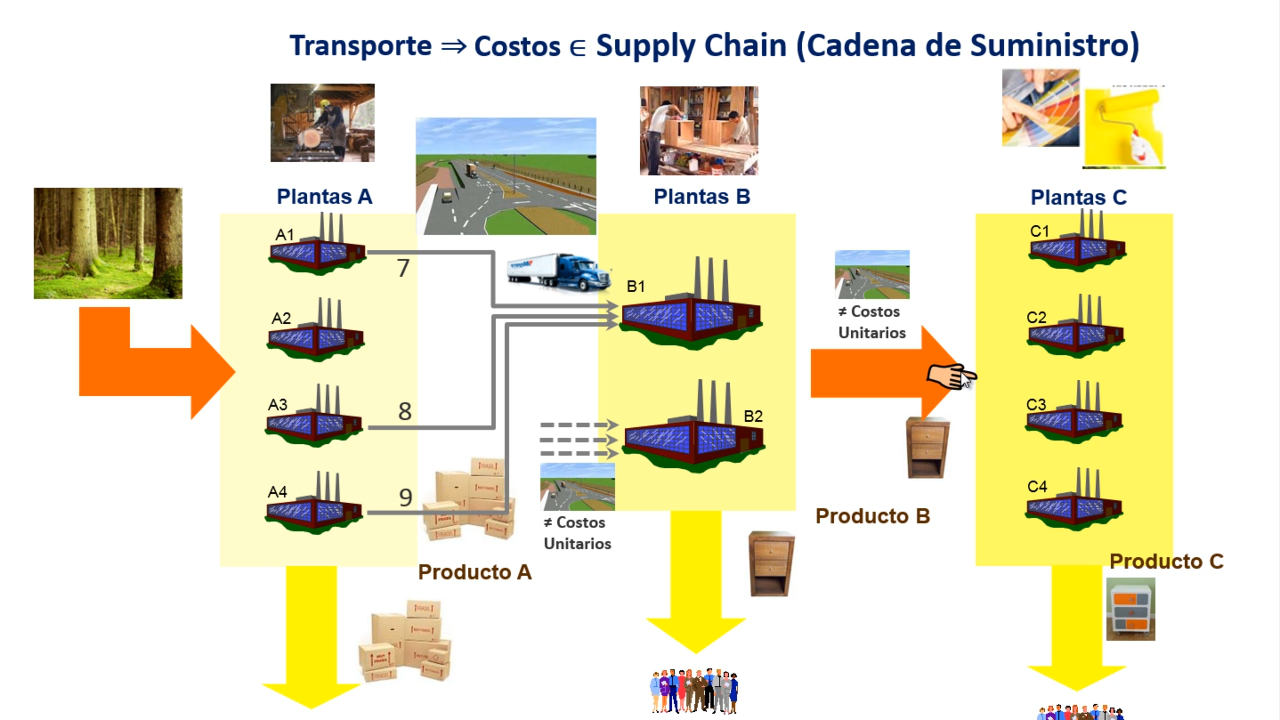 Transporte ⇒ Costos ∈ Supply Chain (Cadena de Suministro)
Plantas A
Plantas B
Plantas C
A1
7
A2
A3
8
A4
9
B1
B2
≠ Costos
Unitarios
≠ Costos
Unitarios
C1
C2
C3
C4
Producto A
Producto B
Producto C